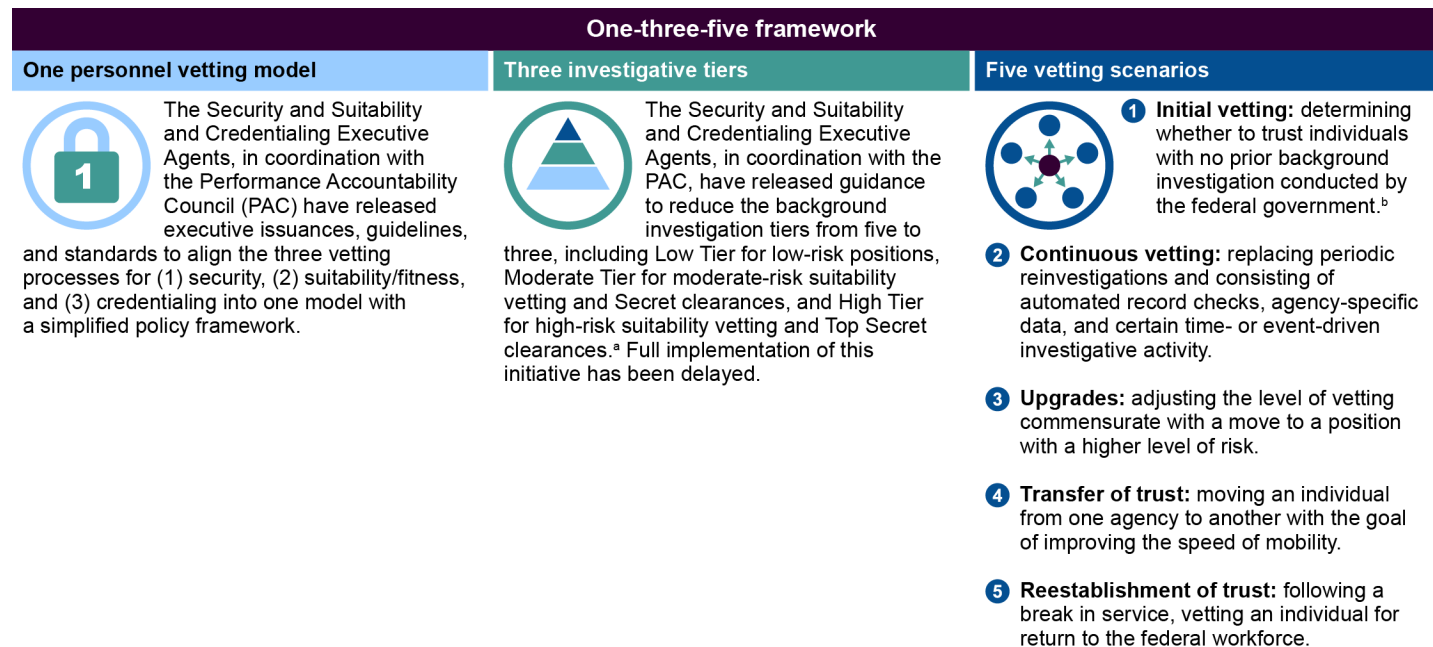 One-three-five framework
One personnel vetting model
1
The Security and Suitability
and Credentialing Executive
Agents, in coordination with
the Performance Accountability
Council (PAC) have released
executive issuances, guidelines,
and standards to align the three vetting
processes for (1) security, (2) suitability/fitness,
and (3) credentialing into one model with
a simplified policy framework.
Three investigative tiers
The Security and Suitability
and Credentialing Executive
Agents, in coordination with the
PAC, have released guidance
to reduce the background
investigation tiers from five to
three, including Low Tier for low-risk positions,
Moderate Tier for moderate-risk suitability
vetting and Secret clearances, and High Tier
for high-risk suitability vetting and Top Secret
clearances.ᵃ Full implementation of this
initiative has been delayed.
Five vetting scenarios
1 Initial vetting: determining
whether to trust individuals
with no prior background
investigation conducted by
the federal government.ᵇ
2 Continuous vetting: replacing periodic
reinvestigations and consisting of
automated record checks, agency-specific
data, and certain time- or event-driven
investigative activity.
3 Upgrades: adjusting the level of vetting
commensurate with a move to a position
with a higher level of risk.
4 Transfer of trust: moving an individual
from one agency to another with the goal
of improving the speed of mobility.
5 Reestablishment of trust: following a
break in service, vetting an individual for
return to the federal workforce.